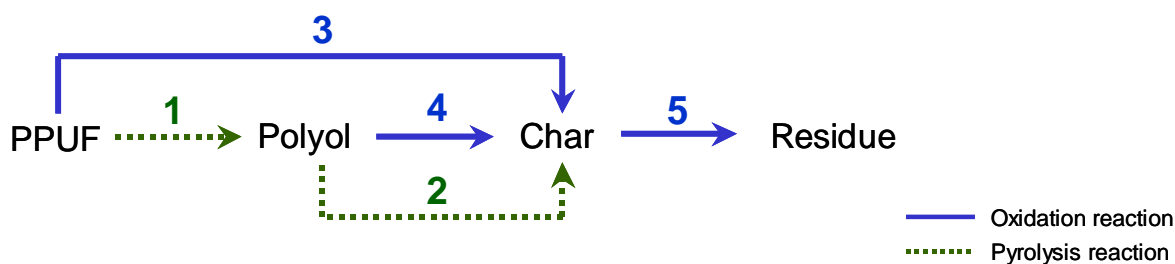 3
1
4
5
PPUF
Polyol
Char
Residue
2
Oxidation reaction
Pyrolysis reaction